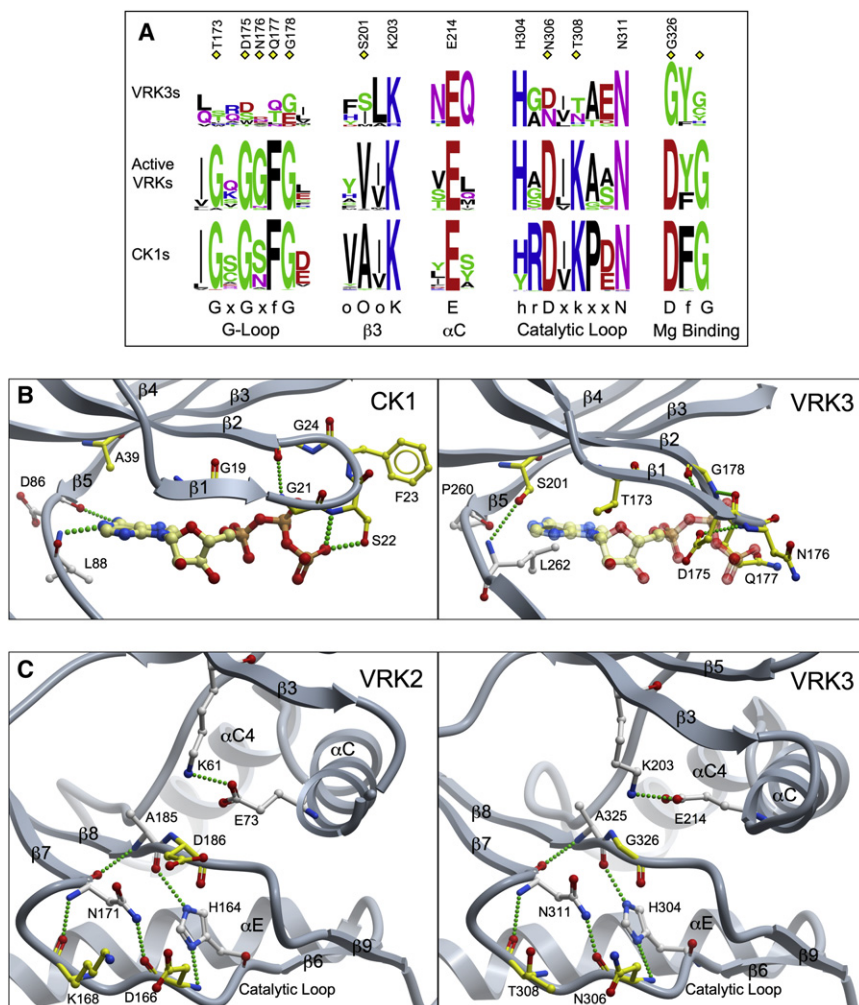 A
T173 D175 N176 Q177 G178 S201 K203 E214 H304 N306 T308 N311 G326
VRK3s
Active
VRKs
CK1s
G x G x f G o O o K E h r D x k x x N D f G
G-Loop β3 αC Catalytic Loop Mg Binding
B
CK1
β4
β3
β2
G24
A39
G19
β1
G21
F23
D86
β5
L88
S22
VRK3
β4
β3
β2
β1
G178
S201
T173
P260
β5
L262
D175
N176
Q177
C
VRK2
β3
αC4
αC
K61
E73
A185
D186
β8
β7
N171
H164
αE
β9
β6
K168
D166
Catalytic Loop
VRK3
β5
β3
K203
αC4
αC
E214
A325
G326
β8
β7
N311
H304
αE
β9
β6
T308
N306
Catalytic Loop